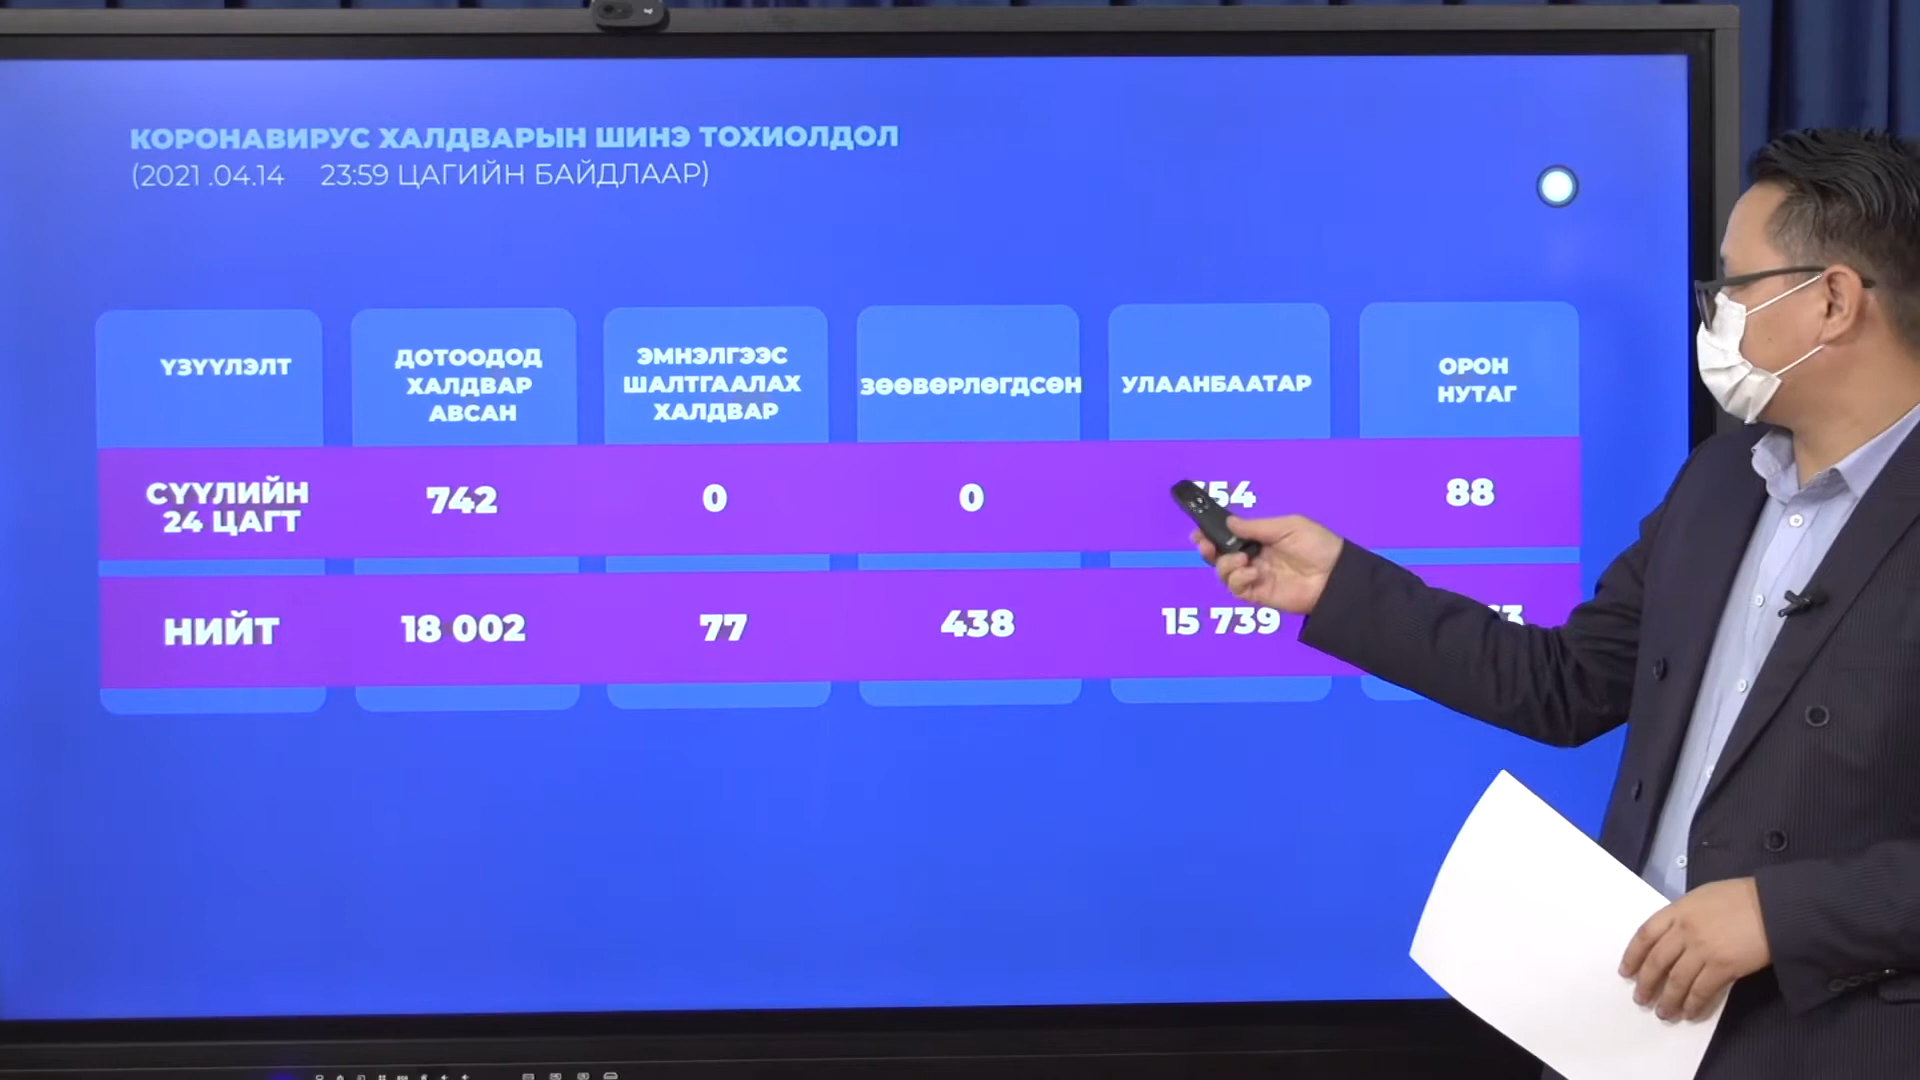 КОРОНАВИРУС ХАЛДВАРЫН ШИНЭ ТОХИОЛДОЛ
(2021 .04.14 23:59 ЦАГИЙН БАЙДЛААР)
ҮЗҮҮЛЭЛТ
ДОТООДОД
ХАЛДВАР
АВСАН
ЭМНЭЛГЭЭС
ШАЛТГААЛАХ
ХАЛДВАР
ЗӨӨВӨРЛӨГДСӨН
УЛААНБААТАР
ОРОН
НУТАГ
СҮҮЛИЙН
24 ЦАГТ
742
0
0
88
НИЙТ
18 002
77
438
15 739